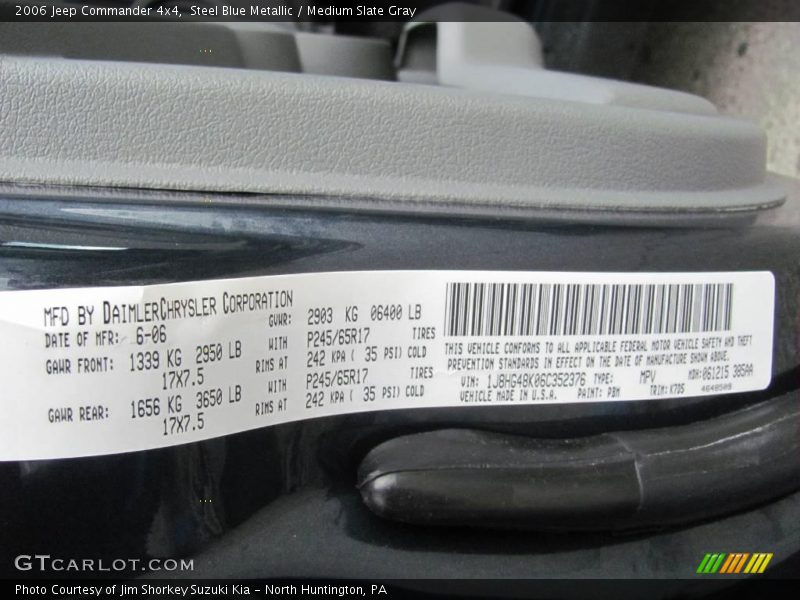 2006 Jeep Commander 4x4, Steel Blue Metallic / Medium Slate Gray
MFD BY DAIMLERCHRYSLER CORPORATION
DATE OF MFR: 6-06 GVWR: 2903 KG 06400 LB
GAWR FRONT: 1339 KG 2950 LB WITH P245/65R17 TIRES
17X7.5 RIMS AT 242 KPA ( 35 PSI) COLD
GAWR REAR: 1656 KG 3650 LB WITH P245/65R17 TIRES
17X7.5 RIMS AT 242 KPA ( 35 PSI) COLD
THIS VEHICLE CONFORMS TO ALL APPLICABLE FEDERAL MOTOR VEHICLE SAFETY AND THEFT
PREVENTION STANDARDS IN EFFECT ON THE DATE OF MANUFACTURE SHOWN ABOVE.
VIN: 1J8HG48K06C352376 TYPE: MPV MDH: 061215 385AA
VEHICLE MADE IN U.S.A. PAINT: PBM TRIM: K7DS
GTCARLOT.COM
Photo Courtesy of Jim Shorkey Suzuki Kia - North Huntington, PA